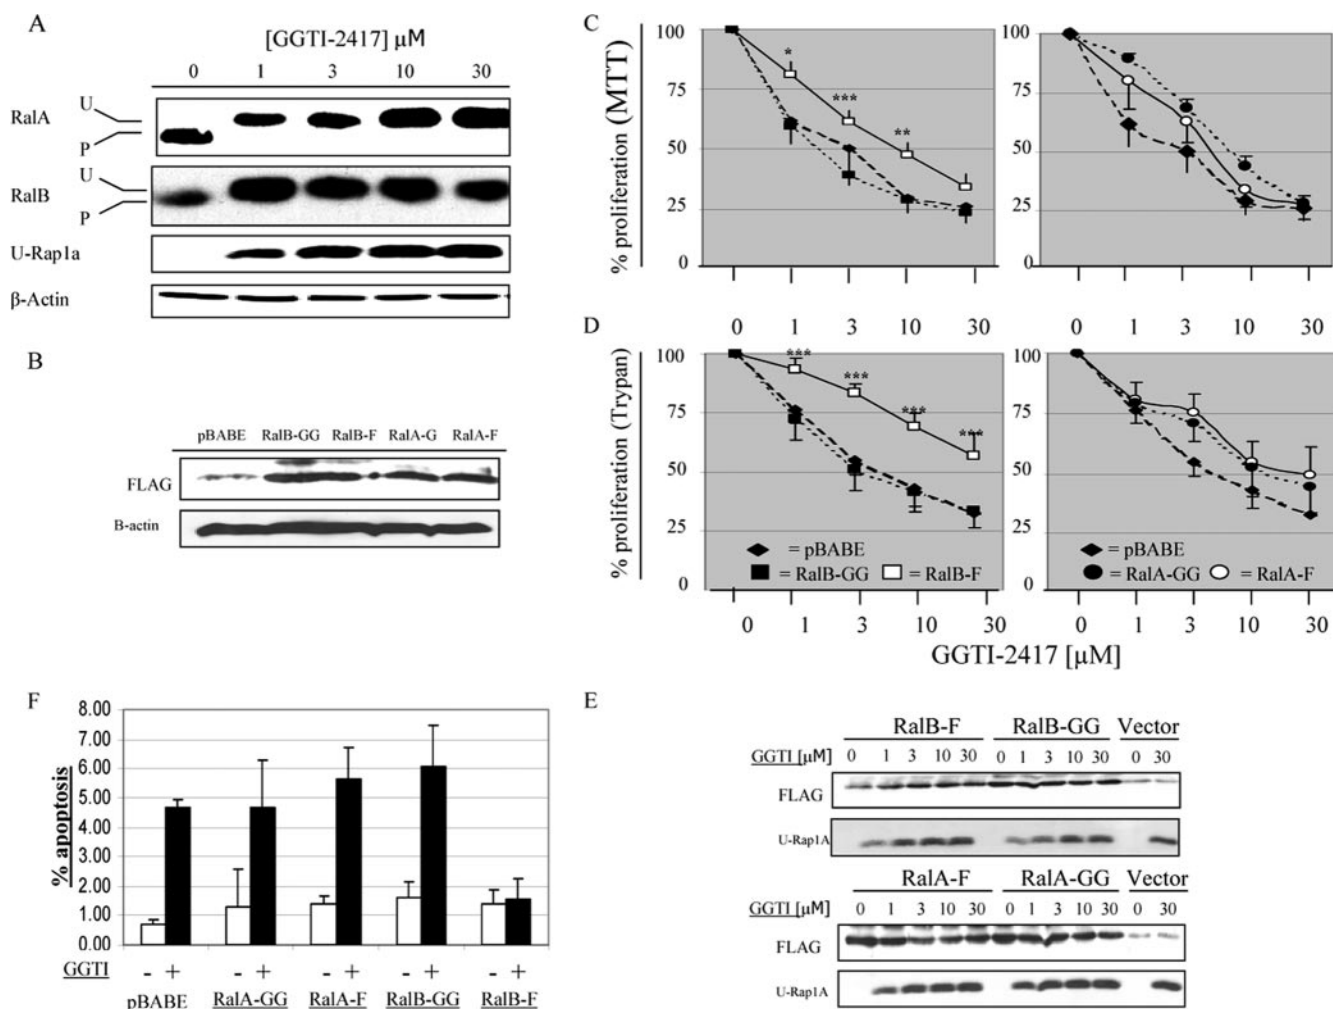 A
[GGTI-2417] µM
0 1 3 10 30
RalA U P
RalB U P
U-Rap1a
β-Actin
B
pBABE RalB-GG RalB-F RalA-G RalA-F
FLAG
B-actin
C
% proliferation (MTT)
100 75 50 25 0
* *** **
0 1 3 10 30
100 75 50 25 0
0 1 3 10 30
D
% proliferation (Trypan)
100 75 50 25 0
*** *** *** ***
= pBABE
= RalB-GG = RalB-F
0 1 3 10 30
100 75 50 25 0
= pBABE
= RalA-GG = RalA-F
0 1 3 10 30
GGTI-2417 [µM]
F
% apoptosis
8.00
7.00
6.00
5.00
4.00
3.00
2.00
1.00
0.00
GGTI - + - + - + - + - +
pBABE RalA-GG RalA-F RalB-GG RalB-F
E
RalB-F RalB-GG Vector
GGTI [µM] 0 1 3 10 30 0 1 3 10 30 0 30
FLAG
U-Rap1A
RalA-F RalA-GG Vector
GGTI [µM] 0 1 3 10 30 0 1 3 10 30 0 30
FLAG
U-Rap1A